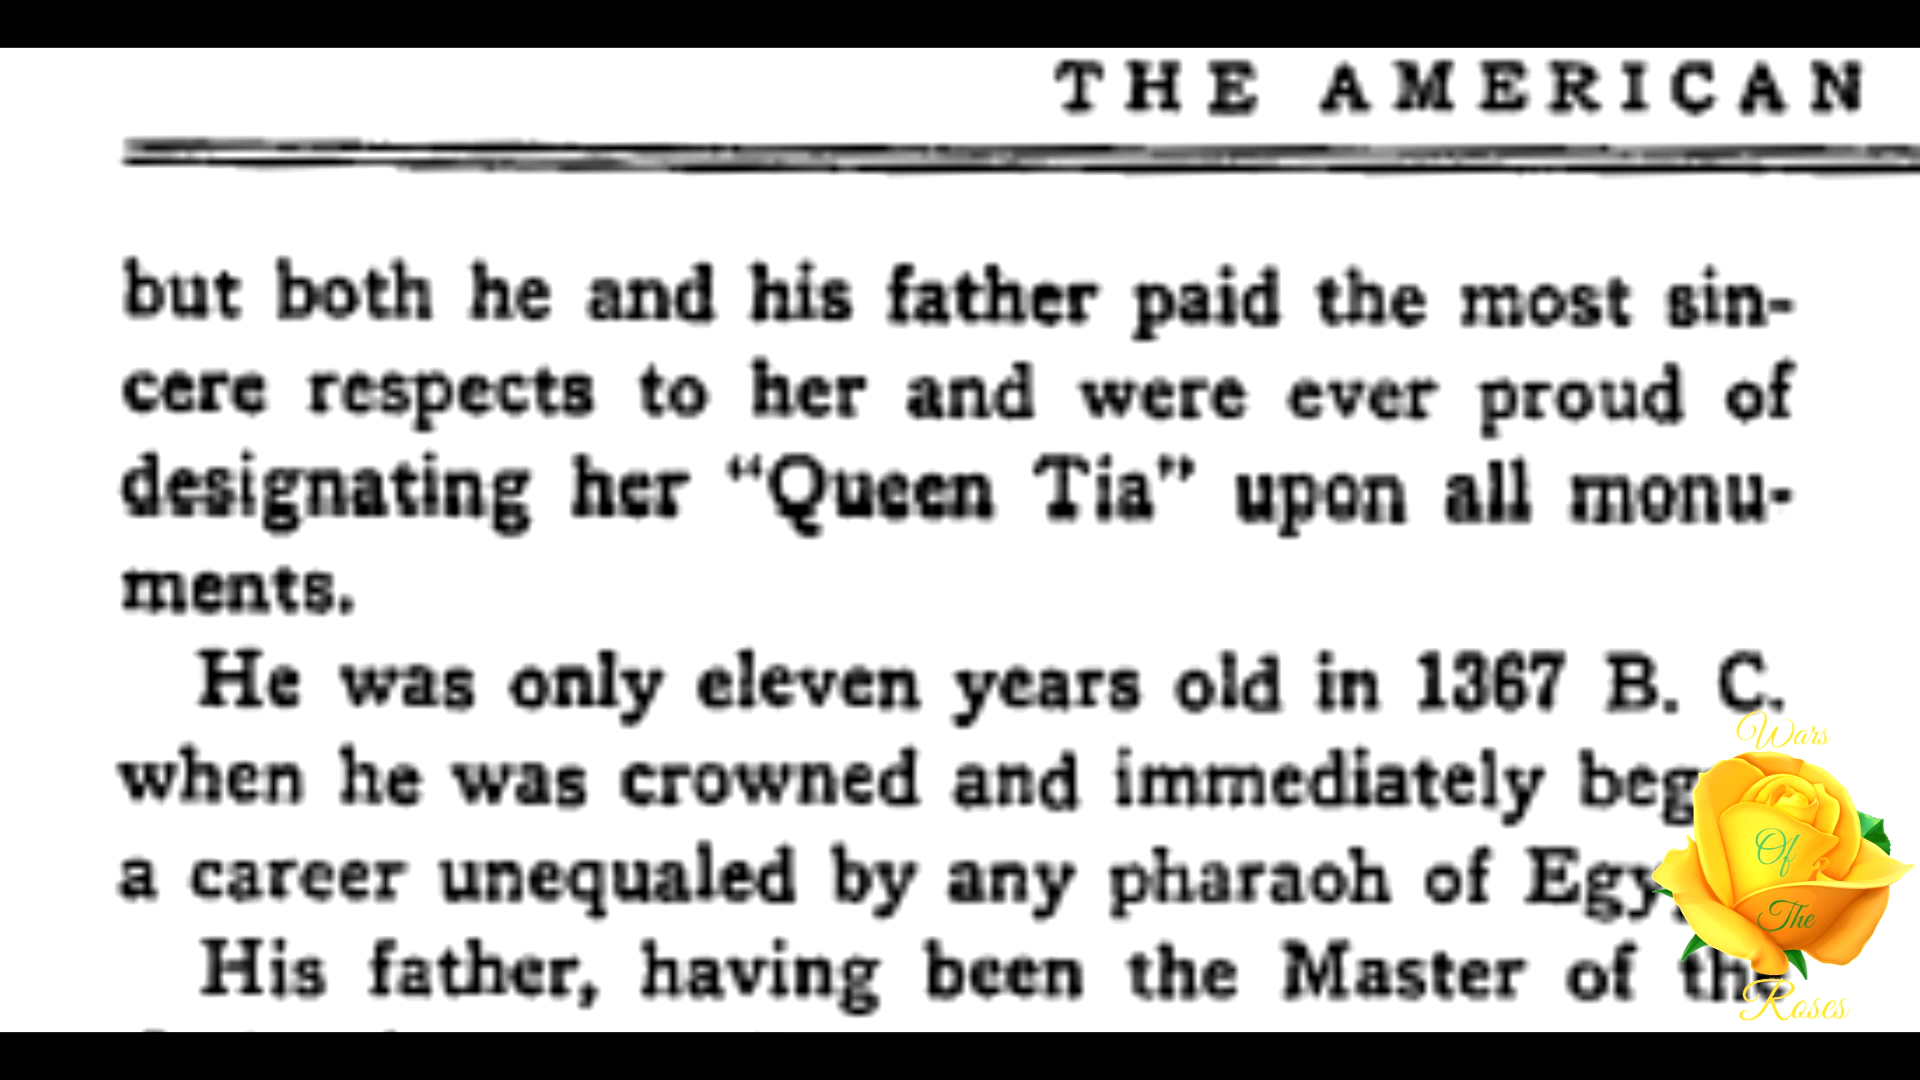 THE AMERICAN
but both he and his father paid the most sin-
cere respects to her and were ever proud of
designating her “Queen Tia” upon all monu-
ments.
He was only eleven years old in 1367 B. C.
when he was crowned and immediately
a career unequaled by any pharaoh of
His father, having been the Master of the
Wars
Of
The
Roses